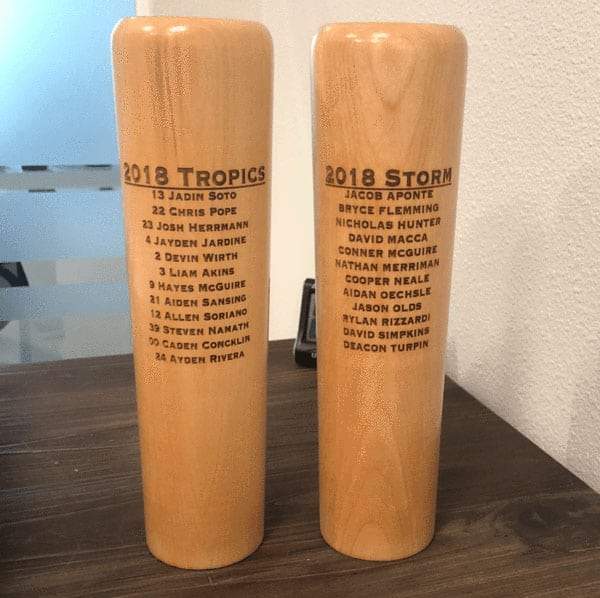 2018 TROPICS
13 JADIN SOTO
22 CHRIS POPE
23 JOSH HERRMANN
4 JAYDEN JARDINE
2 DEVIN WIRTH
3 LIAM AKINS
9 HAYES MCGUIRE
21 AIDEN SANSING
12 ALLEN SORIANO
39 STEVEN NAMATH
00 CADEN CONCKLIN
24 AYDEN RIVERA
2018 STORM
JACOB APONTE
BRYCE FLEMMING
NICHOLAS HUNTER
DAVID MACCA
CONNER MCGUIRE
NATHAN MERRIMAN
COOPER NEALE
AIDAN OECHSLE
JASON OLDS
RYLAN RIZZARDI
DAVID SIMPKINS
DEACON TURPIN